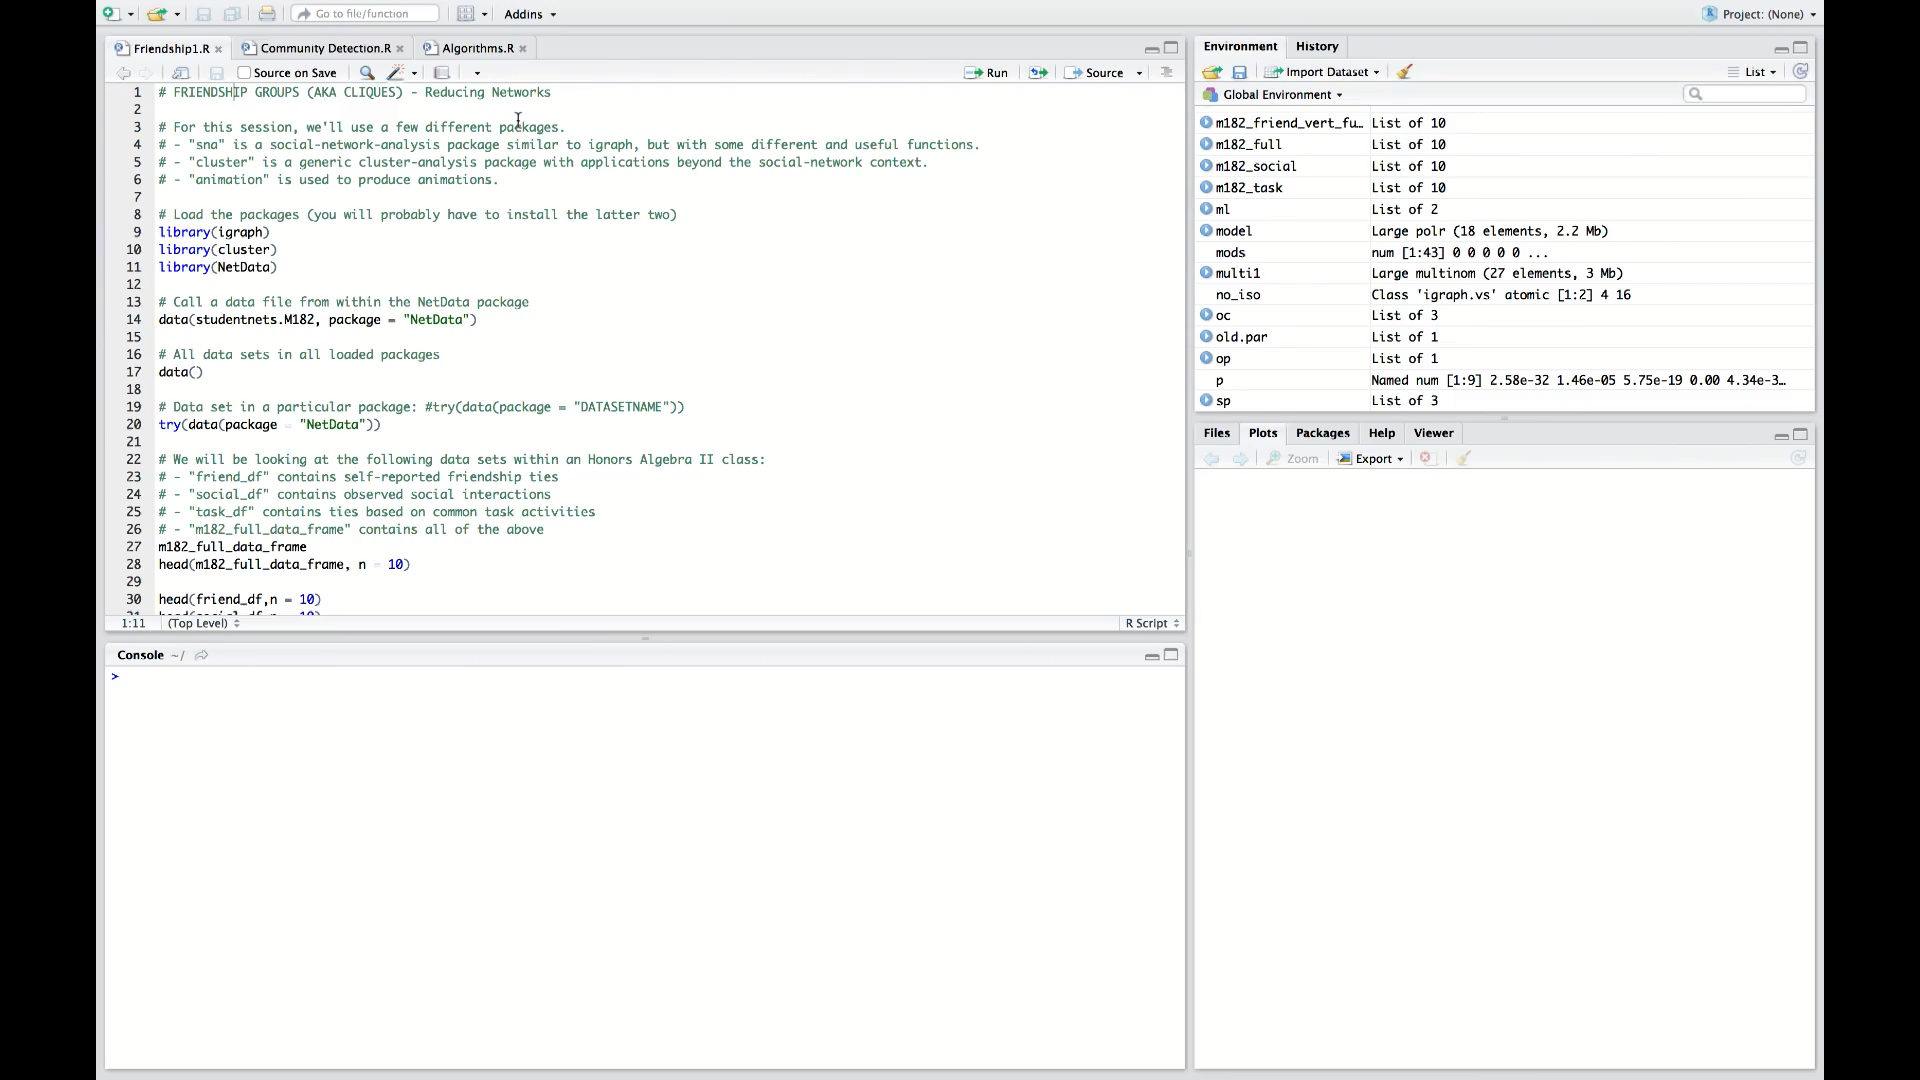 Go to file/function
Addins
Project: (None)
Friendship1.R
Community Detection.R
Algorithms.R
Source on Save
Run
Source
1 # FRIENDSHIP GROUPS (AKA CLIQUES) - Reducing Networks
2
3 # For this session, we'll use a few different packages.
4 # - "sna" is a social-network-analysis package similar to igraph, but with some different and useful functions.
5 # - "cluster" is a generic cluster-analysis package with applications beyond the social-network context.
6 # - "animation" is used to produce animations.
7
8 # Load the packages (you will probably have to install the latter two)
9 library(igraph)
10 library(cluster)
11 library(NetData)
12
13 # Call a data file from within the NetData package
14 data(studentnets.M182, package = "NetData")
15
16 # All data sets in all loaded packages
17 data()
18
19 # Data set in a particular package: #try(data(package = "DATASETNAME"))
20 try(data(package = "NetData"))
21
22 # We will be looking at the following data sets within an Honors Algebra II class:
23 # - "friend_df" contains self-reported friendship ties
24 # - "social_df" contains observed social interactions
25 # - "task_df" contains ties based on common task activities
26 # - "m182_full_data_frame" contains all of the above
27 m182_full_data_frame
28 head(m182_full_data_frame, n = 10)
29
30 head(friend_df,n = 10)
1:11 (Top Level) R Script
Console ~/
>
Environment History
Import Dataset List
Global Environment
m182_friend_vert_fu… List of 10
m182_full List of 10
m182_social List of 10
m182_task List of 10
ml List of 2
model Large polr (18 elements, 2.2 Mb)
mods num [1:43] 0 0 0 0 0 ...
multi1 Large multinom (27 elements, 3 Mb)
no_iso Class 'igraph.vs' atomic [1:2] 4 16
oc List of 3
old.par List of 1
op List of 1
p Named num [1:9] 2.58e-32 1.46e-05 5.75e-19 0.00 4.34e-3…
sp List of 3
Files Plots Packages Help Viewer
Zoom Export